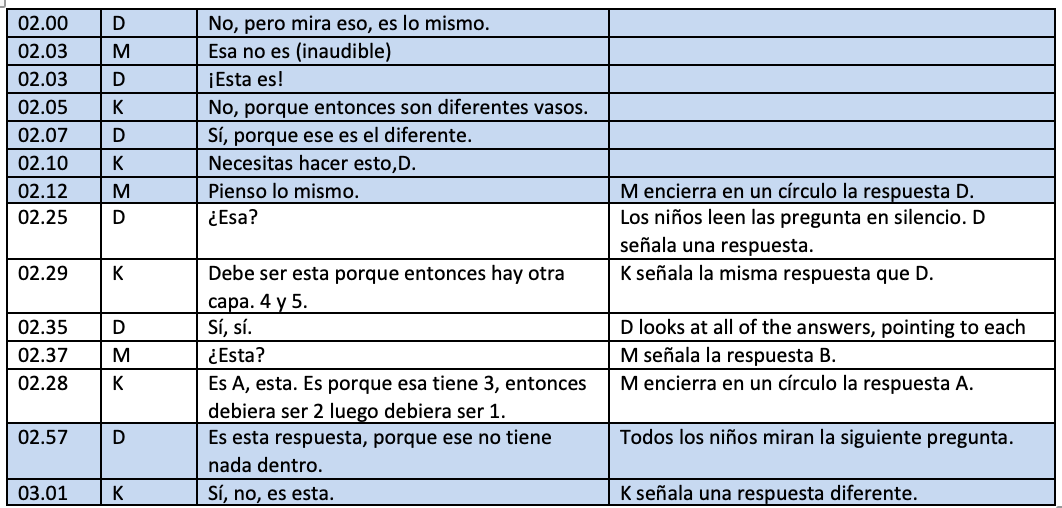 02.00 D No, pero mira eso, es lo mismo.
02.03 M Esa no es (inaudible)
02.03 D ¡Esta es!
02.05 K No, porque entonces son diferentes vasos.
02.07 D Sí, porque ese es el diferente.
02.10 K Necesitas hacer esto,D.
02.12 M Pienso lo mismo. M encierra en un círculo la respuesta D.
02.25 D ¿Esa? Los niños leen las pregunta en silencio. D
señala una respuesta.
02.29 K Debe ser esta porque entonces hay otra K señala la misma respuesta que D.
capa. 4 y 5.
02.35 D Sí, sí. D looks at all of the answers, pointing to each
02.37 M ¿Esta? M señala la respuesta B.
02.28 K Es A, esta. Es porque esa tiene 3, entonces M encierra en un círculo la respuesta A.
debiera ser 2 luego debiera ser 1.
02.57 D Es esta respuesta, porque ese no tiene Todos los niños miran la siguiente pregunta.
nada dentro.
03.01 K Sí, no, es esta. K señala una respuesta diferente.